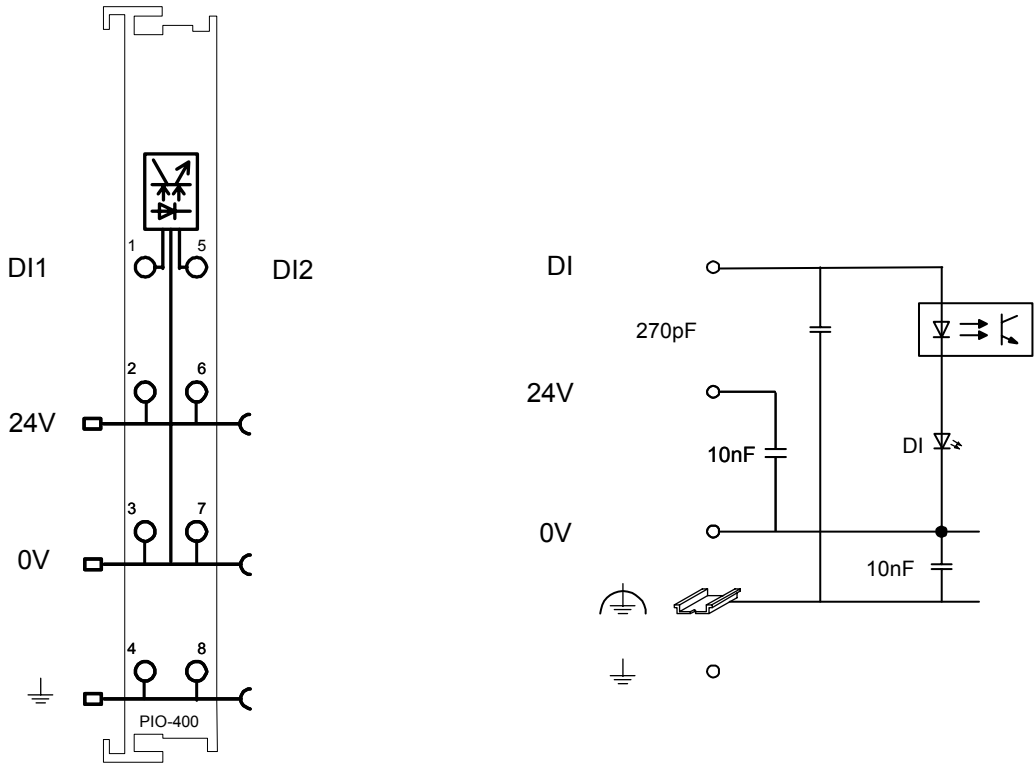 1 5
DI1 DI2
2 6
24V
3 7
0V
4 8
PIO-400
DI
270pF
24V
10nF
DI
0V
10nF